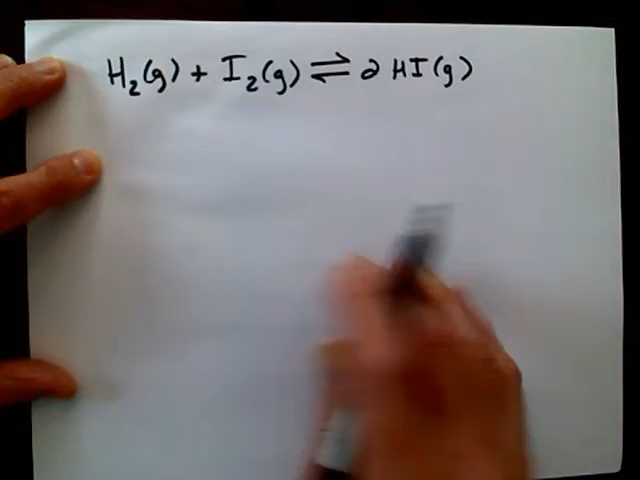 H₂(g) + I₂(g) ⇌ 2 HI(g)